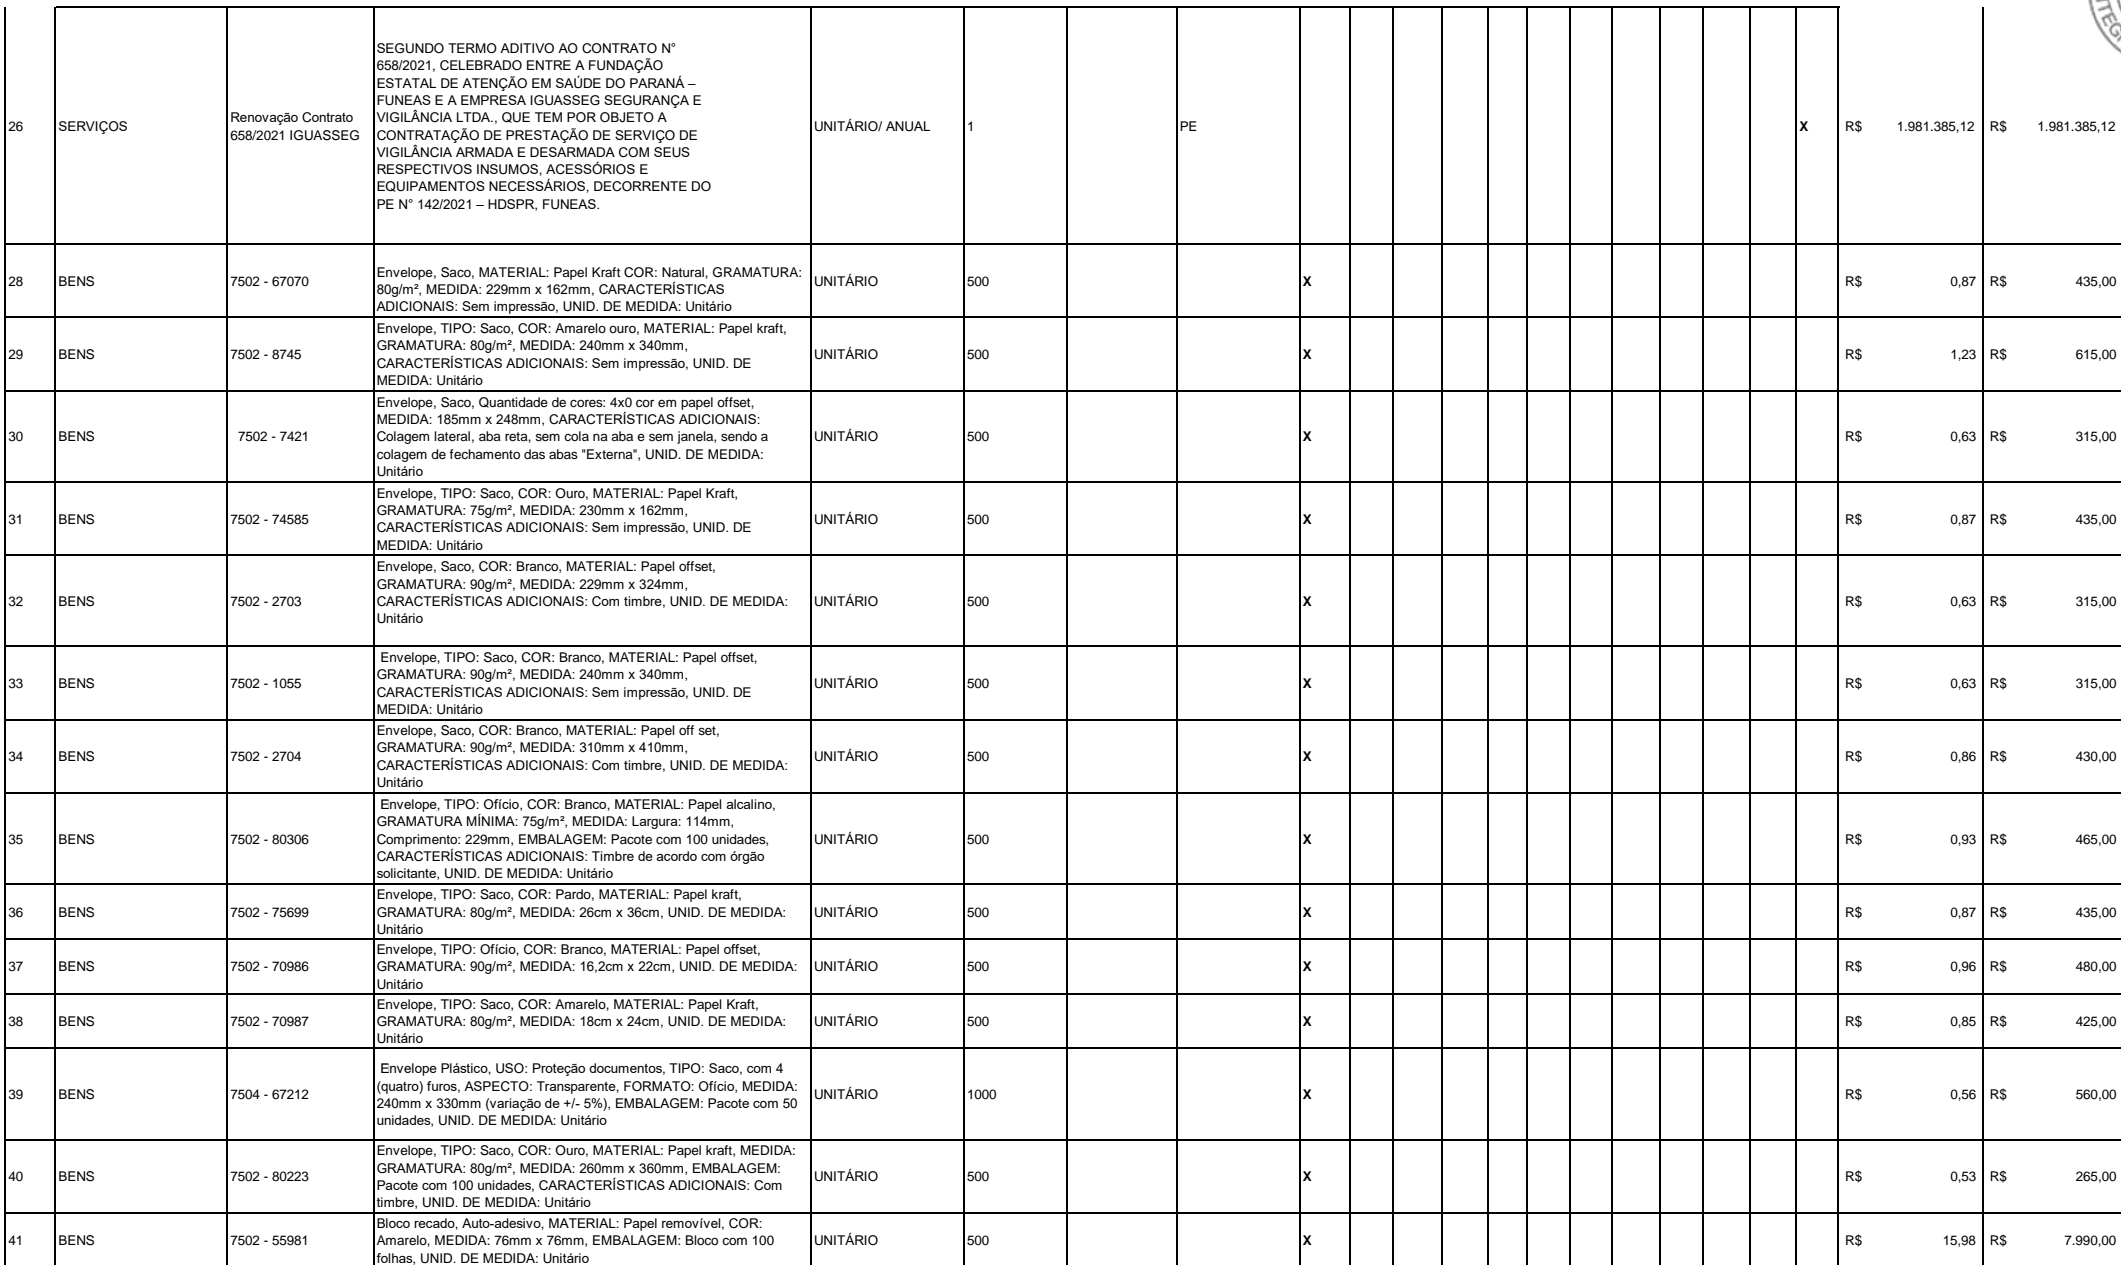 INTEG
SEGUNDO TERMO ADITIVO AO CONTRATO N°
658/2021, CELEBRADO ENTRE A FUNDAÇÃO
ESTATAL DE ATENÇÃO EM SAÚDE DO PARANÁ –
FUNEAS E A EMPRESA IGUASSEG SEGURANÇA E
VIGILÂNCIA LTDA., QUE TEM POR OBJETO A
CONTRATAÇÃO DE PRESTAÇÃO DE SERVIÇO DE
VIGILÂNCIA ARMADA E DESARMADA COM SEUS
RESPECTIVOS INSUMOS, ACESSÓRIOS E
EQUIPAMENTOS NECESSÁRIOS, DECORRENTE DO
PE N° 142/2021 – HDSPR, FUNEAS.
26 SERVIÇOS Renovação Contrato
658/2021 IGUASSEG
UNITÁRIO/ ANUAL 1 PE X R$ 1.981.385,12 R$ 1.981.385,12
28 BENS 7502 - 67070
Envelope, Saco, MATERIAL: Papel Kraft COR: Natural, GRAMATURA:
80g/m², MEDIDA: 229mm x 162mm, CARACTERÍSTICAS
ADICIONAIS: Sem impressão, UNID. DE MEDIDA: Unitário
UNITÁRIO 500 X R$ 0,87 R$ 435,00
29 BENS 7502 - 8745
Envelope, TIPO: Saco, COR: Amarelo ouro, MATERIAL: Papel kraft,
GRAMATURA: 80g/m², MEDIDA: 240mm x 340mm,
CARACTERÍSTICAS ADICIONAIS: Sem impressão, UNID. DE
MEDIDA: Unitário
UNITÁRIO 500 X R$ 1,23 R$ 615,00
30 BENS 7502 - 7421
Envelope, Saco, Quantidade de cores: 4x0 cor em papel offset,
MEDIDA: 185mm x 248mm, CARACTERÍSTICAS ADICIONAIS:
Colagem lateral, aba reta, sem cola na aba e sem janela, sendo a
colagem de fechamento das abas "Externa", UNID. DE MEDIDA:
Unitário
UNITÁRIO 500 X R$ 0,63 R$ 315,00
31 BENS 7502 - 74585
Envelope, TIPO: Saco, COR: Ouro, MATERIAL: Papel Kraft,
GRAMATURA: 75g/m², MEDIDA: 230mm x 162mm,
CARACTERÍSTICAS ADICIONAIS: Sem impressão, UNID. DE
MEDIDA: Unitário
UNITÁRIO 500 X R$ 0,87 R$ 435,00
32 BENS 7502 - 2703
Envelope, Saco, COR: Branco, MATERIAL: Papel offset,
GRAMATURA: 90g/m², MEDIDA: 229mm x 324mm,
CARACTERÍSTICAS ADICIONAIS: Com timbre, UNID. DE MEDIDA:
Unitário
UNITÁRIO 500 X R$ 0,63 R$ 315,00
33 BENS 7502 - 1055
Envelope, TIPO: Saco, COR: Branco, MATERIAL: Papel offset,
GRAMATURA: 90g/m², MEDIDA: 240mm x 340mm,
CARACTERÍSTICAS ADICIONAIS: Sem impressão, UNID. DE
MEDIDA: Unitário
UNITÁRIO 500 X R$ 0,63 R$ 315,00
34 BENS 7502 - 2704
Envelope, Saco, COR: Branco, MATERIAL: Papel off set,
GRAMATURA: 90g/m², MEDIDA: 310mm x 410mm,
CARACTERÍSTICAS ADICIONAIS: Com timbre, UNID. DE MEDIDA:
Unitário
UNITÁRIO 500 X R$ 0,86 R$ 430,00
35 BENS 7502 - 80306
Envelope, TIPO: Ofício, COR: Branco, MATERIAL: Papel alcalino,
GRAMATURA MÍNIMA: 75g/m², MEDIDA: Largura: 114mm,
Comprimento: 229mm, EMBALAGEM: Pacote com 100 unidades,
CARACTERÍSTICAS ADICIONAIS: Timbre de acordo com órgão
solicitante, UNID. DE MEDIDA: Unitário
UNITÁRIO 500 X R$ 0,93 R$ 465,00
36 BENS 7502 - 75699
Envelope, TIPO: Saco, COR: Pardo, MATERIAL: Papel kraft,
GRAMATURA: 80g/m², MEDIDA: 26cm x 36cm, UNID. DE MEDIDA:
Unitário
UNITÁRIO 500 X R$ 0,87 R$ 435,00
37 BENS 7502 - 70986
Envelope, TIPO: Ofício, COR: Branco, MATERIAL: Papel offset,
GRAMATURA: 90g/m², MEDIDA: 16,2cm x 22cm, UNID. DE MEDIDA:
Unitário
UNITÁRIO 500 X R$ 0,96 R$ 480,00
38 BENS 7502 - 70987
Envelope, TIPO: Saco, COR: Amarelo, MATERIAL: Papel Kraft,
GRAMATURA: 80g/m², MEDIDA: 18cm x 24cm, UNID. DE MEDIDA:
Unitário
UNITÁRIO 500 X R$ 0,85 R$ 425,00
39 BENS 7504 - 67212
Envelope Plástico, USO: Proteção documentos, TIPO: Saco, com 4
(quatro) furos, ASPECTO: Transparente, FORMATO: Ofício, MEDIDA:
240mm x 330mm (variação de +/- 5%), EMBALAGEM: Pacote com 50
unidades, UNID. DE MEDIDA: Unitário
UNITÁRIO 1000 X R$ 0,56 R$ 560,00
40 BENS 7502 - 80223
Envelope, TIPO: Saco, COR: Ouro, MATERIAL: Papel kraft, MEDIDA:
GRAMATURA: 80g/m², MEDIDA: 260mm x 360mm, EMBALAGEM:
Pacote com 100 unidades, CARACTERÍSTICAS ADICIONAIS: Com
timbre, UNID. DE MEDIDA: Unitário
UNITÁRIO 500 X R$ 0,53 R$ 265,00
41 BENS 7502 - 55981
Bloco recado, Auto-adesivo, MATERIAL: Papel removível, COR:
Amarelo, MEDIDA: 76mm x 76mm, EMBALAGEM: Bloco com 100
folhas, UNID. DE MEDIDA: Unitário
UNITÁRIO 500 X R$ 15,98 R$ 7.990,00